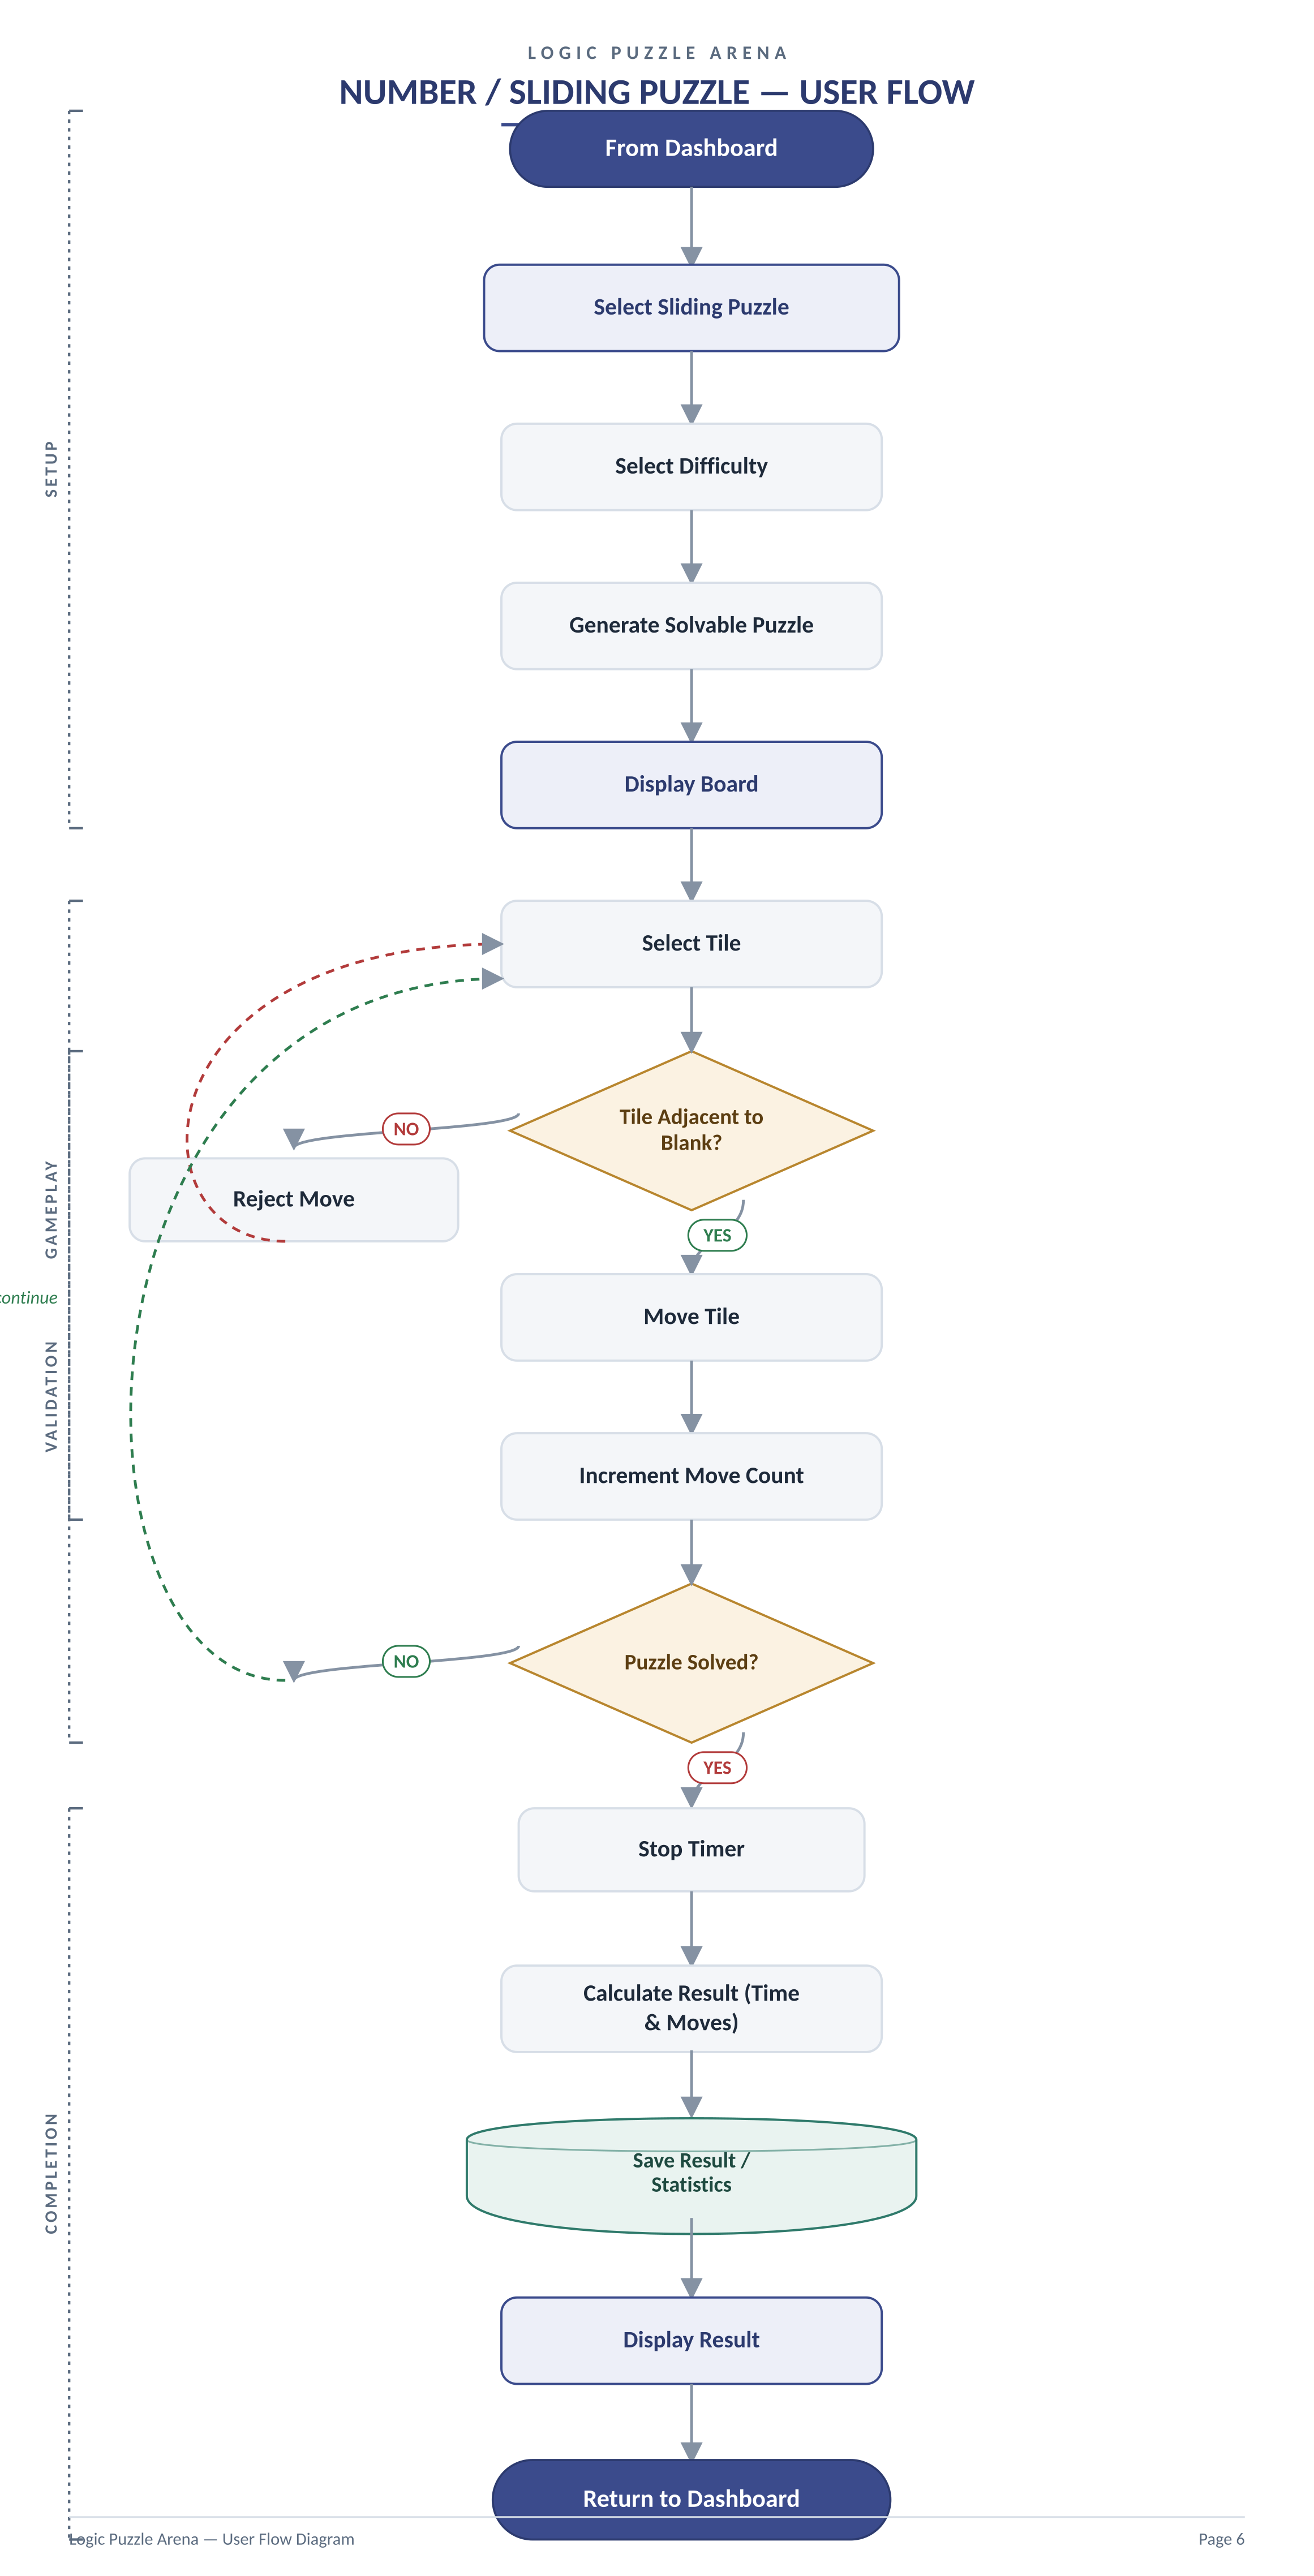 LOGIC PUZZLE ARENA
NUMBER / SLIDING PUZZLE — USER FLOW
From Dashboard
Select Sliding Puzzle
SETUP
Select Difficulty
Generate Solvable Puzzle
Display Board
Select Tile
Tile Adjacent to
Blank?
NO
Reject Move
GAMEPLAY
YES
continue
Move Tile
VALIDATION
Increment Move Count
Puzzle Solved?
NO
YES
Stop Timer
Calculate Result (Time
& Moves)
COMPLETION
Save Result /
Statistics
Display Result
Return to Dashboard
Logic Puzzle Arena — User Flow Diagram
Page 6